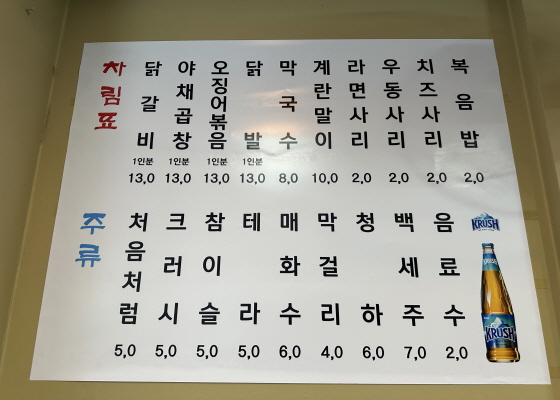 차림표
닭갈비 1인분 13,0
야채곱창 1인분 13,0
오징어볶음 1인분 13,0
닭발 1인분 13,0
막국수 8,0
계란말이 10,0
라면사리 2,0
우동사리 2,0
치즈사리 2,0
볶음밥 2,0
주류
처음처럼 5,0
크러시 5,0
참이슬 5,0
테라 5,0
매화수 6,0
막걸리 4,0
청하 6,0
백세주 7,0
음료수 2,0
KRUSH
KRUSH